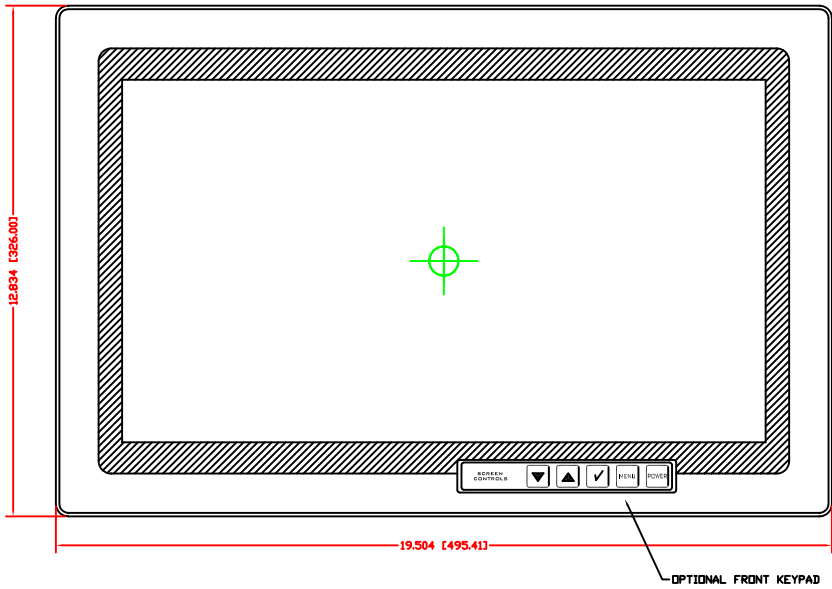 12.834 [326.00]
SCREEN
CONTROLS
MENU
POWER
19.504 [495.41]
OPTIONAL FRONT KEYPAD